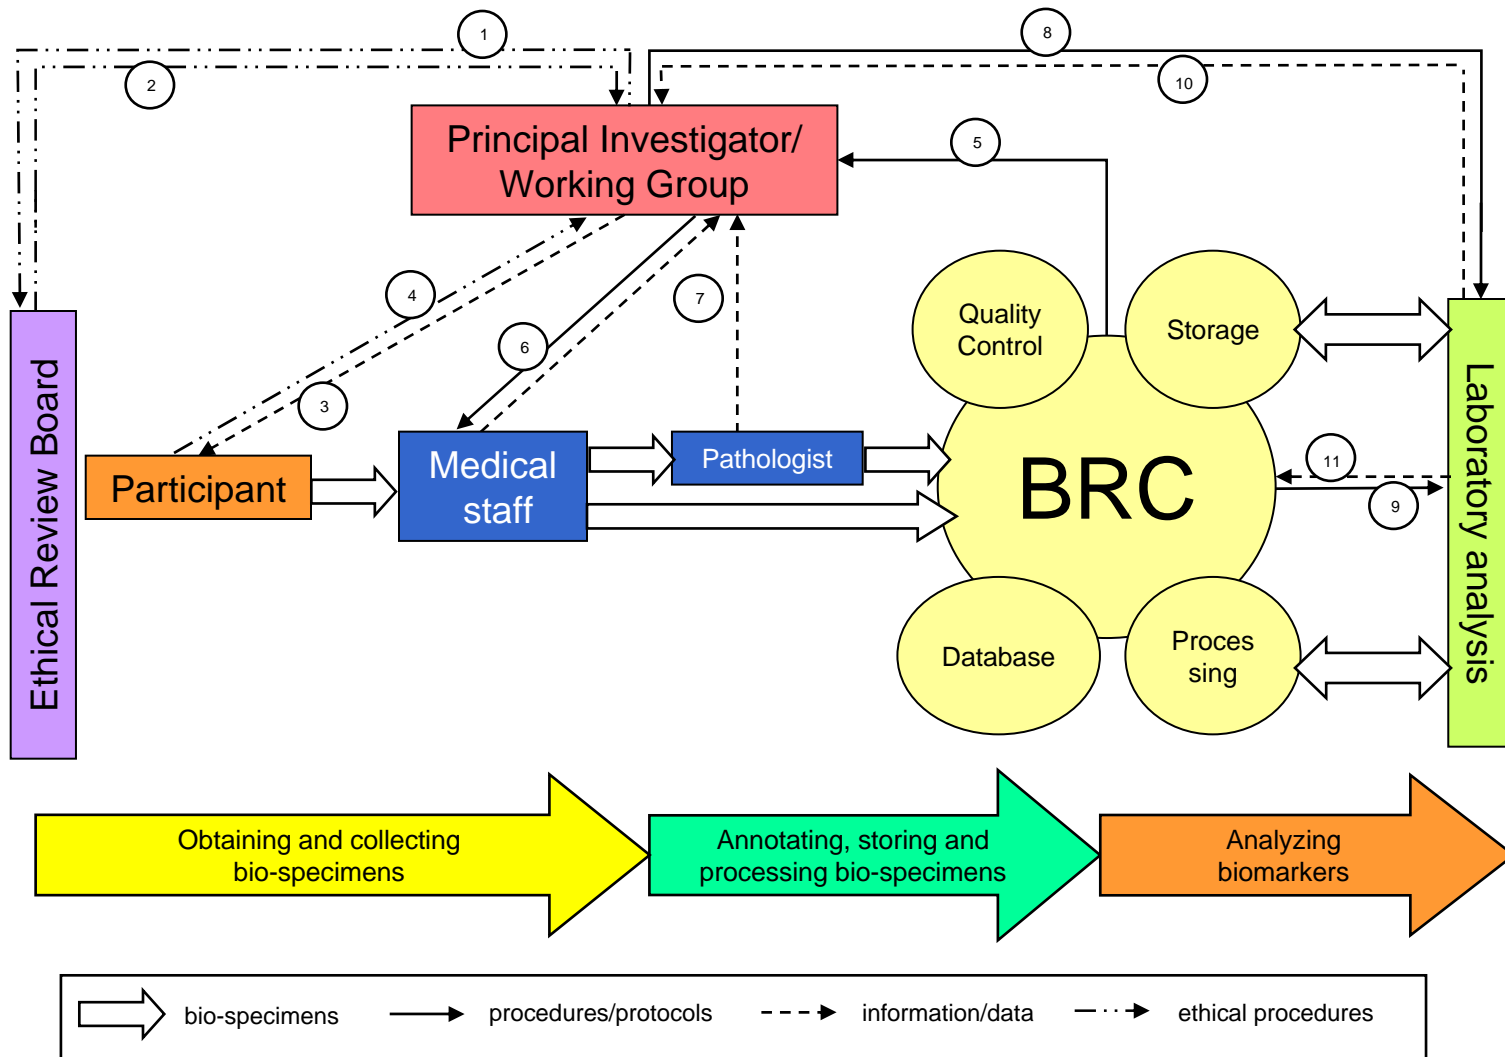 1
8
2
10
Principal Investigator/
Working Group
5
4
7
6
3
Quality
Control
Storage
Ethical Review Board
Participant
Medical
staff
Pathologist
BRC
11
9
Laboratory analysis
Database
Proces
sing
Obtaining and collecting
bio-specimens
Annotating, storing and
processing bio-specimens
Analyzing
biomarkers
bio-specimens
procedures/protocols
information/data
ethical procedures